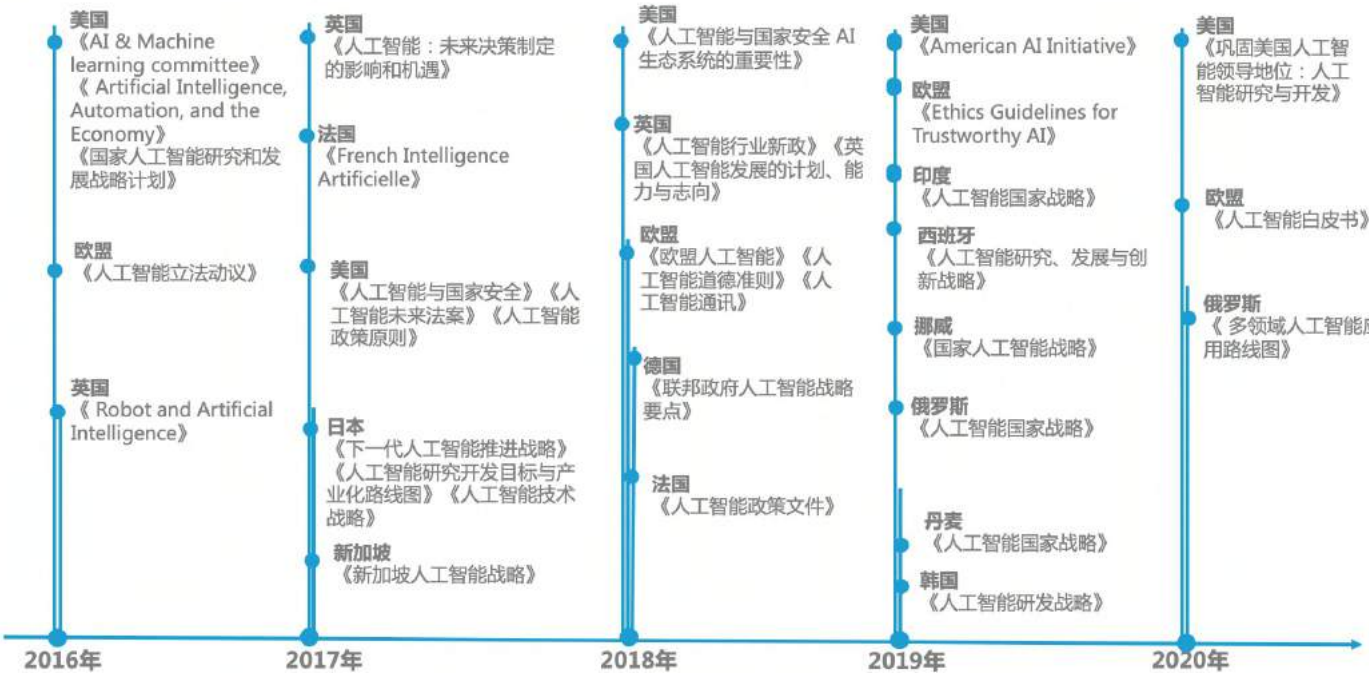 美国
《AI & Machine
learning committee》
《 Artificial Intelligence,
Automation, and the
Economy》
《国家人工智能研究和发
展战略计划》
欧盟
《人工智能立法动议》
英国
《 Robot and Artificial
Intelligence》
2016年
英国
《人工智能：未来决策制定
的影响和机遇》
法国
《French Intelligence
Artificielle》
美国
《人工智能与国家安全》《人
工智能未来法案》《人工智能
政策原则》
日本
《下一代人工智能推进战略》
《人工智能研究开发目标与产
业化路线图》《人工智能技术
战略》
新加坡
《新加坡人工智能战略》
2017年
美国
《人工智能与国家安全 AI
生态系统的重要性》
英国
《人工智能行业新政》《英
国人工智能发展的计划、能
力与志向》
欧盟
《欧盟人工智能》《人
工智能道德准则》《人
工智能通讯》
德国
《联邦政府人工智能战略
要点》
法国
《人工智能政策文件》
2018年
美国
《American AI Initiative》
欧盟
《Ethics Guidelines for
Trustworthy AI》
印度
《人工智能国家战略》
西班牙
《人工智能研究、发展与创
新战略》
挪威
《国家人工智能战略》
俄罗斯
《人工智能国家战略》
丹麦
《人工智能国家战略》
韩国
《人工智能研发战略》
2019年
美国
《巩固美国人工智
能领导地位：人工
智能研究与开发》
欧盟
《人工智能白皮书》
俄罗斯
《 多领域人工智能应
用路线图》
2020年